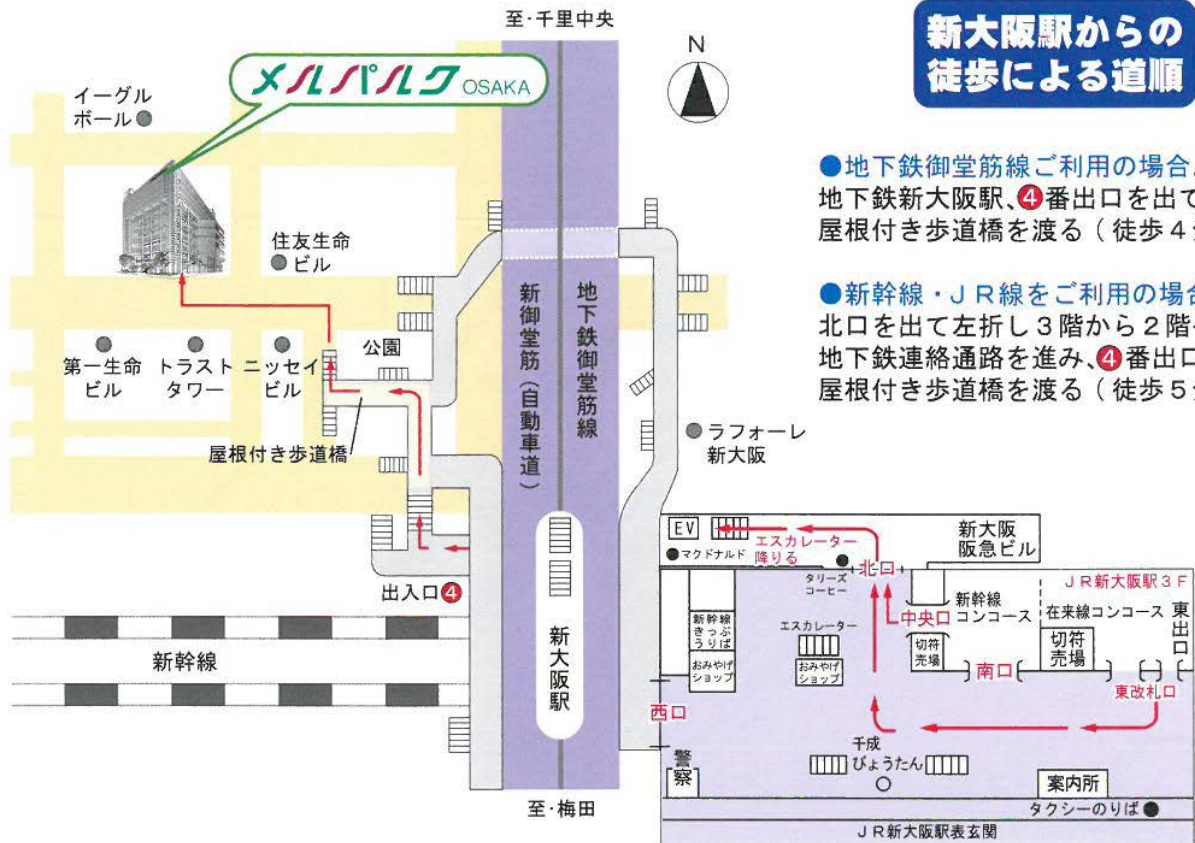 至・千里中央
新大阪駅からの
徒歩による道順
N
メルパルク OSAKA
イーグル
ボール
●地下鉄御堂筋線ご利用の場合
地下鉄新大阪駅、④番出口を出て
屋根付き歩道橋を渡る（徒歩4
●新幹線・JR線をご利用の場合
北口を出て左折し3階から2階
地下鉄連絡通路を進み、④番出口
屋根付き歩道橋を渡る（徒歩5
住友生命
ビル
新御堂筋（自動車道）
地下鉄御堂筋線
公園
第一生命
ビル
トラスト
タワー
ニッセイ
ビル
屋根付き歩道橋
ラフォーレ
新大阪
出入口④
新幹線
新大阪駅
至・梅田
EV
エスカレーター
降りる
マクドナルド
新大阪
阪急ビル
タリーズ
コーヒー
北口
JR新大阪駅3F
新幹線
きっぷ
うりば
おみやげ
ショップ
エスカレーター
おみやげ
ショップ
中央口
新幹線
コンコース
在来線コンコース
東出口
切符
売場
切符
売場
南口
東改札口
西口
千成
びょうたん
警察
案内所
タクシーのりば
JR新大阪駅表玄関